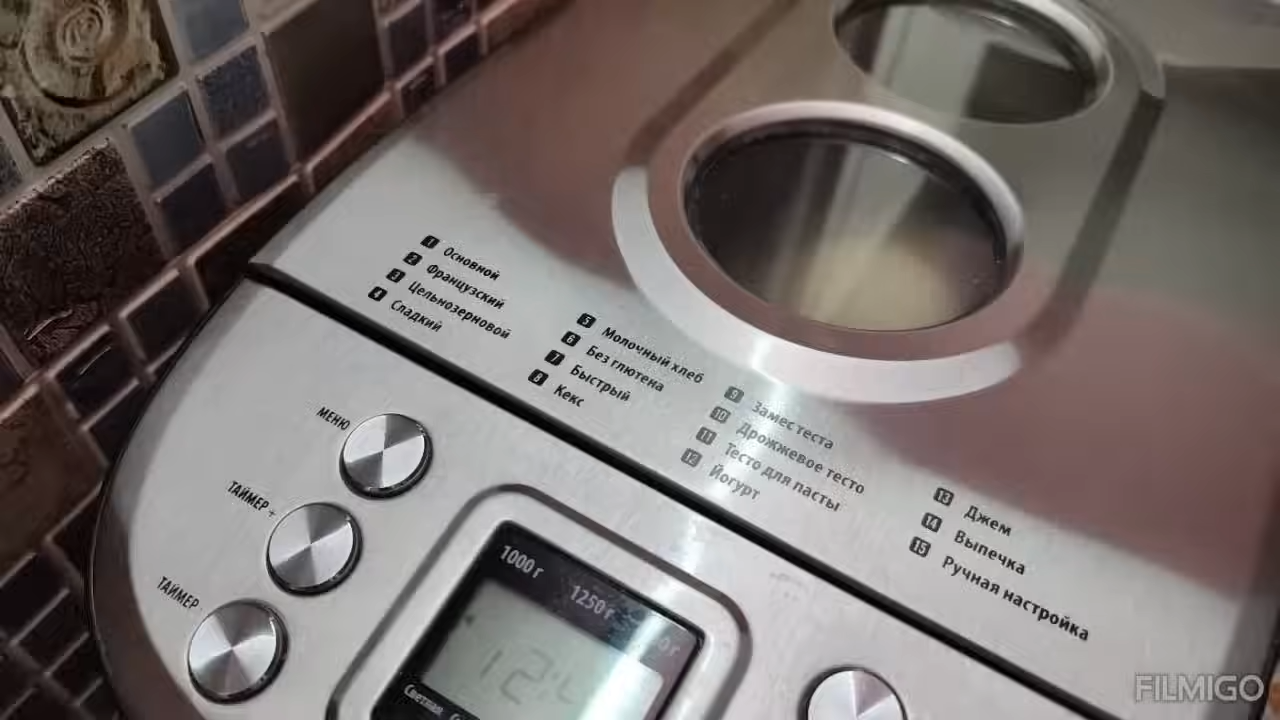 1 Основной
2 Французский
3 Цельнозерновой
4 Сладкий
5 Молочный хлеб
6 Без глютена
7 Быстрый
8 Кекс
9 Замес теста
10 Дрожжевое тесто
11 Тесто для пасты
12 Йогурт
13 Джем
14 Выпечка
15 Ручная настройка
МЕНЮ
ТАЙМЕР +
ТАЙМЕР -
1000 г
1250 г
Светлая
FILMIGO